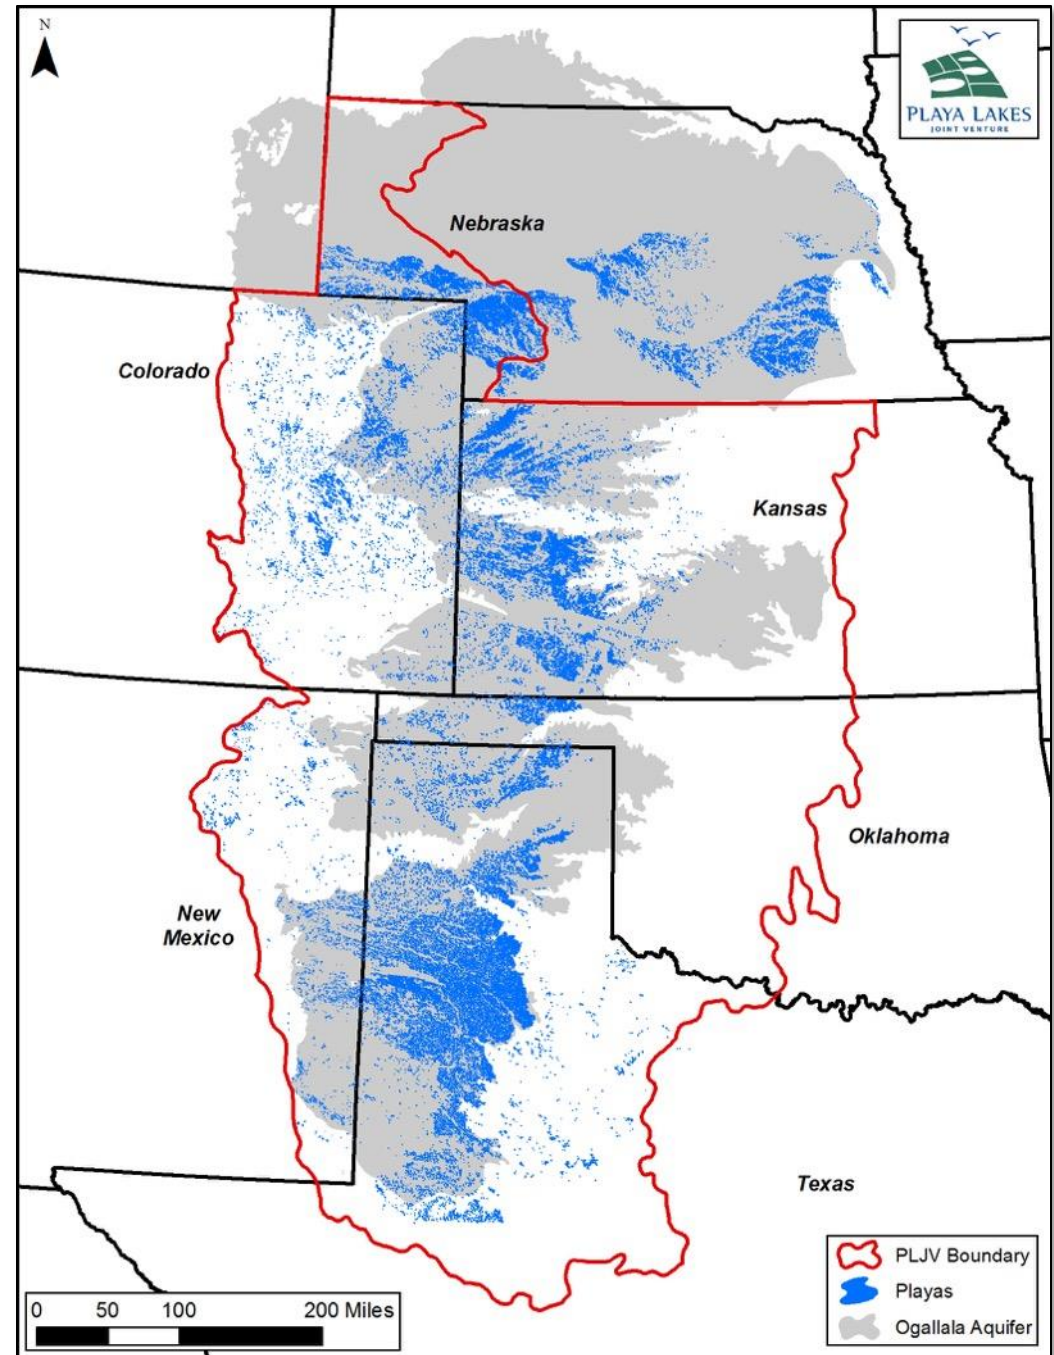 N
PLAYA LAKES
JOINT VENTURE
Nebraska
Colorado
Kansas
Oklahoma
New
Mexico
Texas
0 50 100 200 Miles
PLJV Boundary
Playas
Ogallala Aquifer